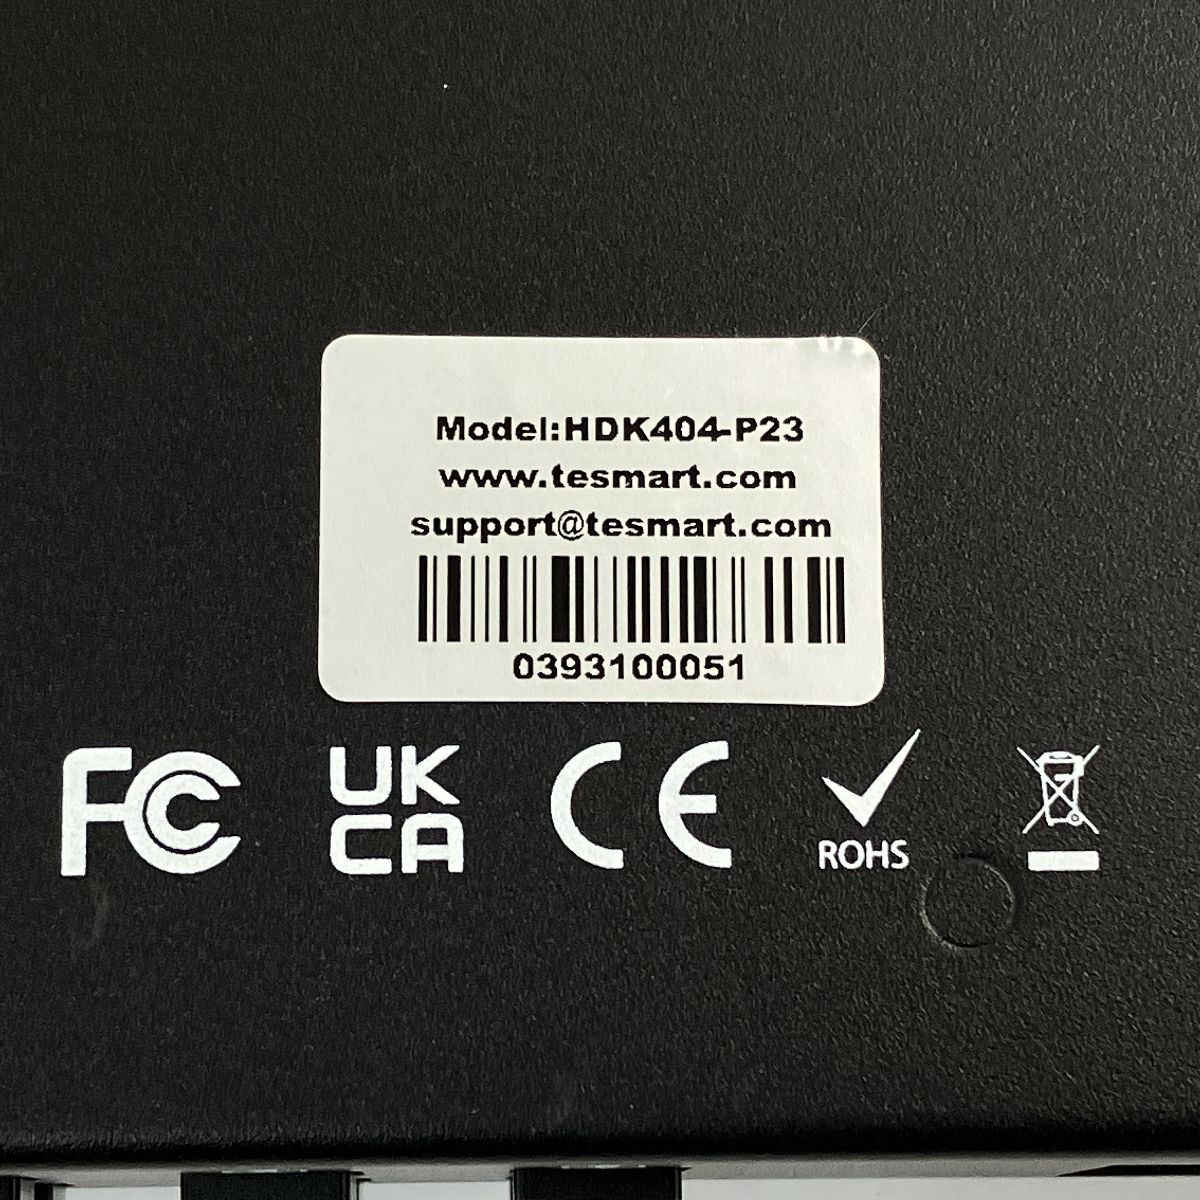 Model:HDK404-P23
www.tesmart.com
support@tesmart.com
0393100051
FC
UK
CA
CE
ROHS